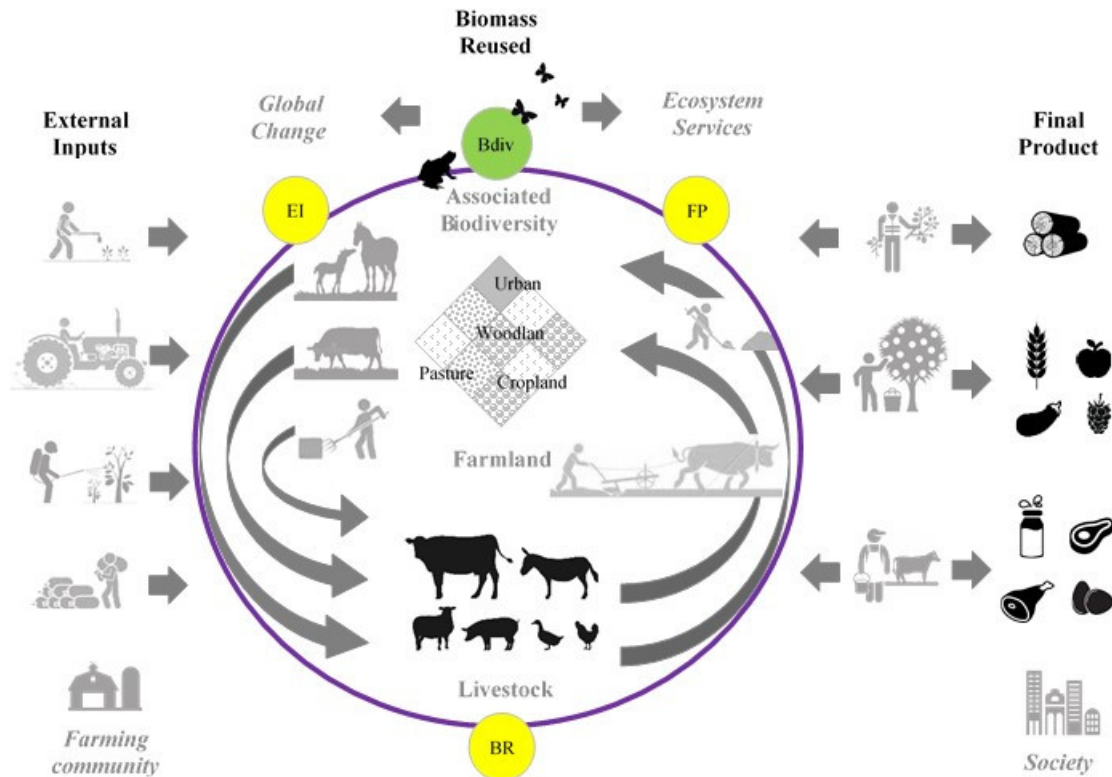 Biomass
Reused
Global
Change
Ecosystem
Services
External
Inputs
Final
Product
Bdiv
EI
FP
Associated
Biodiversity
Urban
Woodlan
Pasture
Cropland
Farmland
Livestock
BR
Farming
community
Society